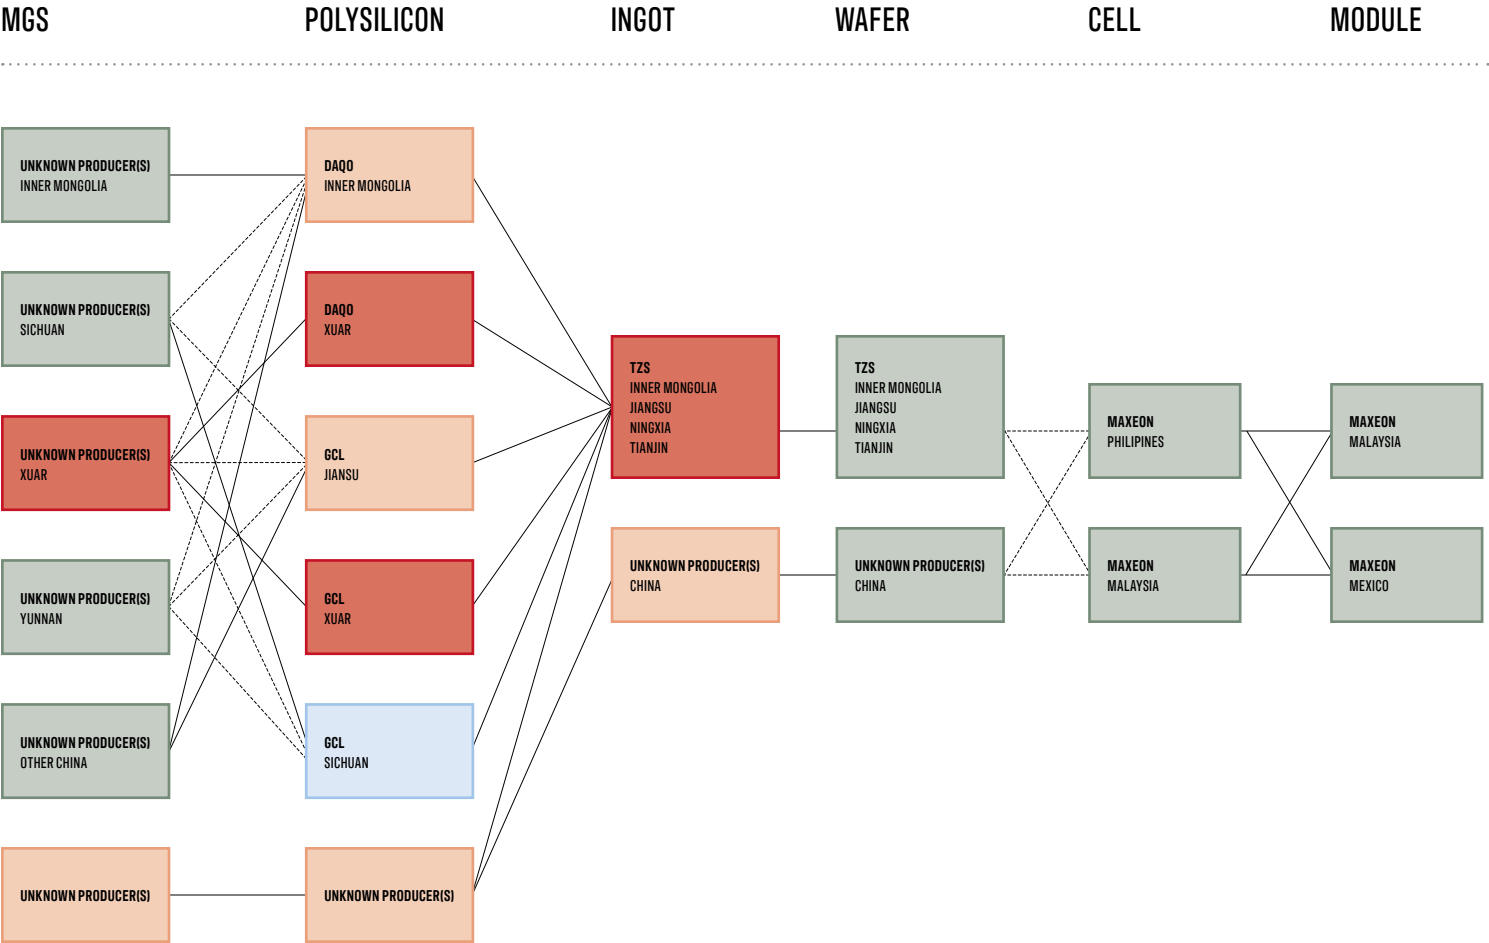 MGS
POLYSILICON
INGOT
WAFER
CELL
MODULE
UNKNOWN PRODUCER(S)
INNER MONGOLIA
UNKNOWN PRODUCER(S)
SICHUAN
UNKNOWN PRODUCER(S)
XUAR
UNKNOWN PRODUCER(S)
YUNNAN
UNKNOWN PRODUCER(S)
OTHER CHINA
UNKNOWN PRODUCER(S)
DAQO
INNER MONGOLIA
DAQO
XUAR
GCL
JIANSU
GCL
XUAR
GCL
SICHUAN
UNKNOWN PRODUCER(S)
TZS
INNER MONGOLIA
JIANGSU
NINGXIA
TIANJIN
UNKNOWN PRODUCER(S)
CHINA
TZS
INNER MONGOLIA
JIANGSU
NINGXIA
TIANJIN
UNKNOWN PRODUCER(S)
CHINA
MAXEON
PHILIPINES
MAXEON
MALAYSIA
MAXEON
MALAYSIA
MAXEON
MEXICO